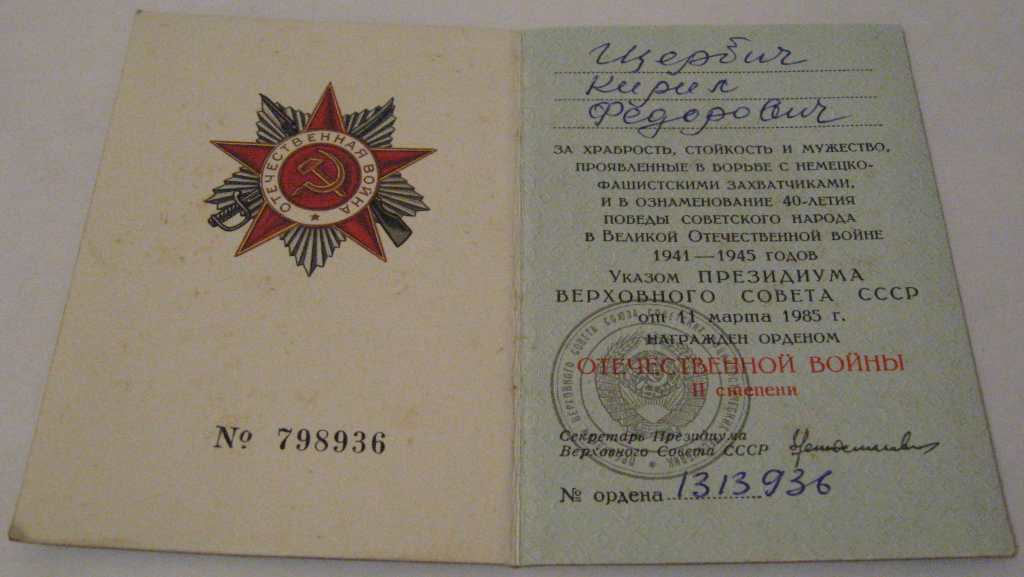 ОТЕЧЕСТВЕННАЯ ВОЙНА
№ 798936
Щербич
Кирил
Федорович
ЗА ХРАБРОСТЬ, СТОЙКОСТЬ И МУЖЕСТВО,
ПРОЯВЛЕННЫЕ В БОРЬБЕ С НЕМЕЦКО-
ФАШИСТСКИМИ ЗАХВАТЧИКАМИ,
И В ОЗНАМЕНОВАНИЕ 40-ЛЕТИЯ
ПОБЕДЫ СОВЕТСКОГО НАРОДА
В ВЕЛИКОЙ ОТЕЧЕСТВЕННОЙ ВОЙНЕ
1941—1945 ГОДОВ
УКАЗОМ ПРЕЗИДИУМА
ВЕРХОВНОГО СОВЕТА СССР
от 11 марта 1985 г.
НАГРАЖДЕН ОРДЕНОМ
ОТЕЧЕСТВЕННОЙ ВОЙНЫ
II степени
Секретарь Президиума
Верховного Совета СССР
№ ордена 1313936